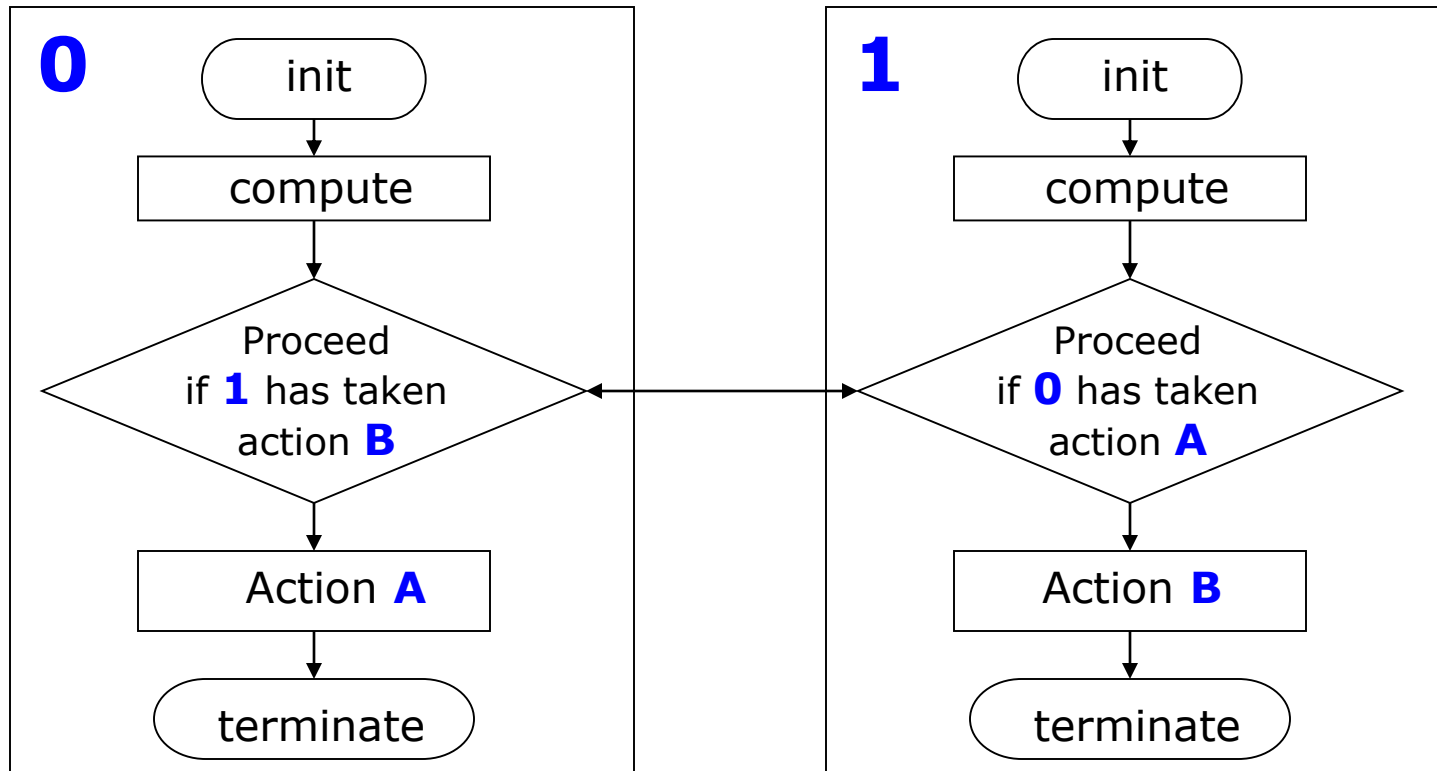 0
init
compute
Proceed
if 1 has taken
action B
Action A
terminate
1
init
compute
Proceed
if 0 has taken
action A
Action B
terminate